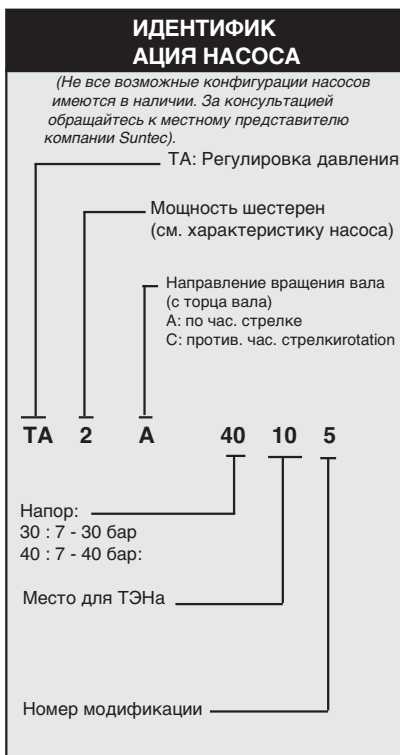 ИДЕНТИФИК
АЦИЯ НАСОСА
(Не все возможные конфигурации насосов
имеются в наличии. За консультацией
обращайтесь к местному представителю
компании Suntec).
TA: Регулировка давления
Мощность шестерен
(см. характеристику насоса)
Направление вращения вала
(с торца вала)
A: по час. стрелке
C: против. час. стрелкиrotation
TA 2 A 40 10 5
Напор:
30 : 7 - 30 бар
40 : 7 - 40 бар:
Место для ТЭНа
Номер модификации